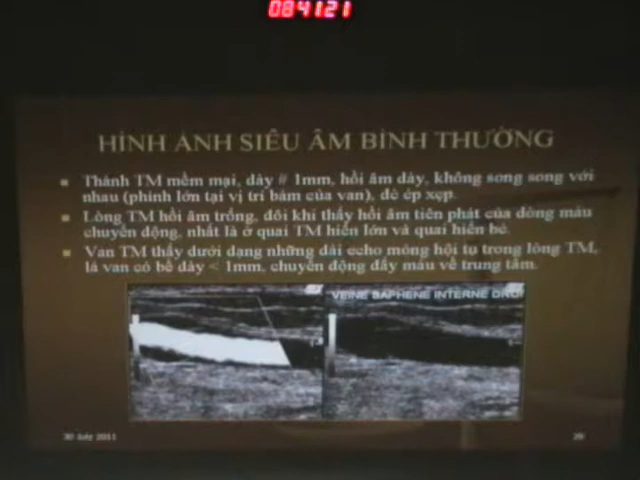 084121
HÌNH ẢNH SIÊU ÂM BÌNH THƯỜNG
Thành TM mềm mại, dày # 1mm, hồi âm dày, không song song với
nhau (phình lớn tại vị trí bám của van), dễ ép xẹp.
Lòng TM hồi âm trống, đôi khi thấy hồi âm tiên phát của dòng máu
chuyển động, nhất là ở quai TM hiển lớn và quai hiển bé.
Van TM thấy dưới dạng những dải echo mỏng hội tụ trong lòng TM,
lá van có bề dày < 1mm, chuyển động đẩy máu về trung tâm.
VEINE SAPHENE INTERNE DRO
30 July 2011
20